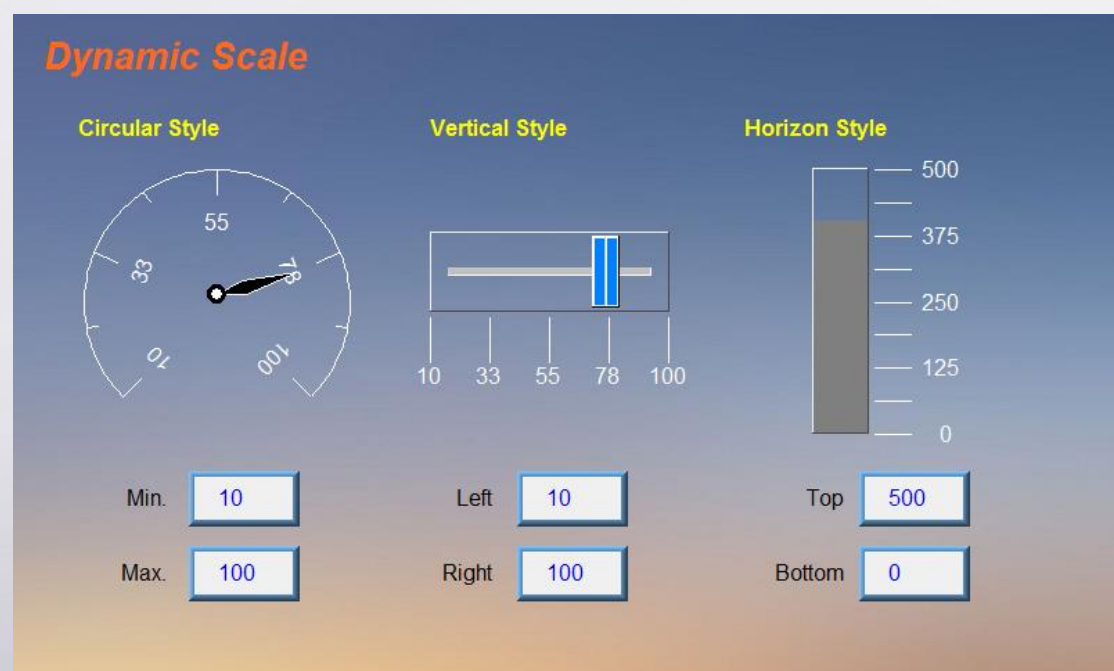 Dynamic Scale
Circular Style
Vertical Style
Horizon Style
10
33
55
78
100
10 33 55 78 100
500
375
250
125
0
Min. 10
Left 10
Top 500
Max. 100
Right 100
Bottom 0